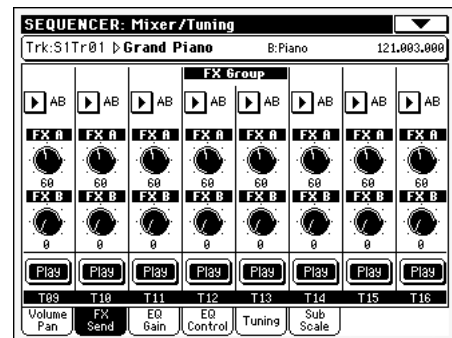 SEQUENCER: Mixer/Tuning
Trk:S1Tr01 ▷Grand Piano B:Piano 121.003.000
FX Group
AB AB AB AB AB AB AB AB
FX A FX A FX A FX A FX A FX A FX A FX A
60 60 60 60 60 60 60 60
FX B FX B FX B FX B FX B FX B FX B FX B
0 0 0 0 0 0 0 0
Play Play Play Play Play Play Play Play
T09 T10 T11 T12 T13 T14 T15 T16
Volume Pan FX Send EQ Gain EQ Control Tuning Sub Scale